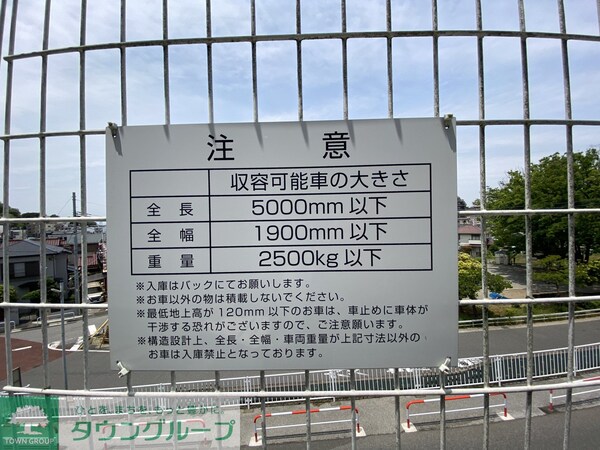 注 意
収容可能車の大きさ
全 長 5000mm 以下
全 幅 1900mm 以下
重 量 2500kg 以下
※入庫はバックにてお願いします。
※お車以外の物は積載しないでください。
※最低地上高が120mm以下のお車は、車止めに車体が
干渉する恐れがございますので、ご注意願います。
※構造設計上、全長・全幅・車両重量が上記寸法以外の
お車は入庫禁止となっております。
タウングループ
TOWN GROUP